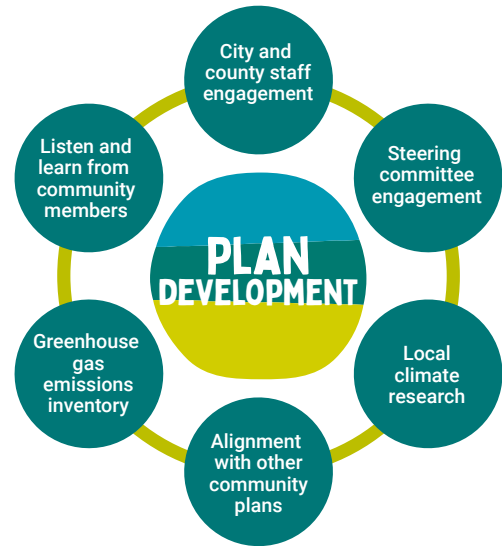 City and
county staff
engagement
Steering
committee
engagement
Local
climate
research
Alignment
with other
community
plans
Greenhouse
gas
emissions
inventory
Listen and
learn from
community
members
PLAN
DEVELOPMENT